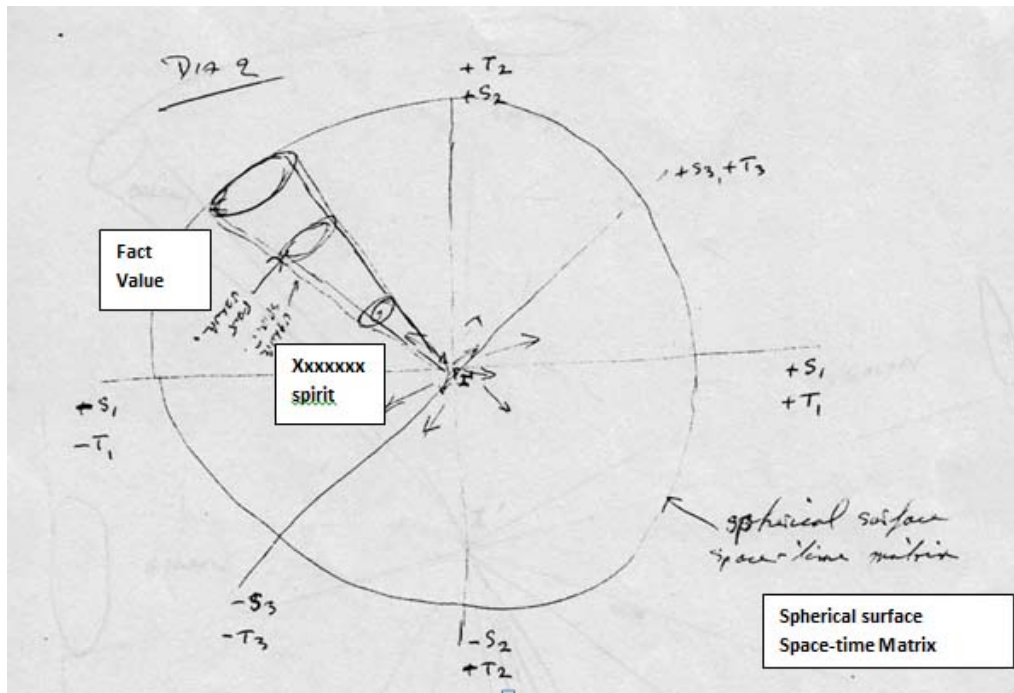 DIA 2
+T2
+S2
+S3, +T3
Fact
Value
Xxxxxxx
spirit
I
+S1
+T1
-S1
-T1
spherical surface
space-time matrix
-S3
-T3
-S2
+T2
Spherical surface
Space-time Matrix